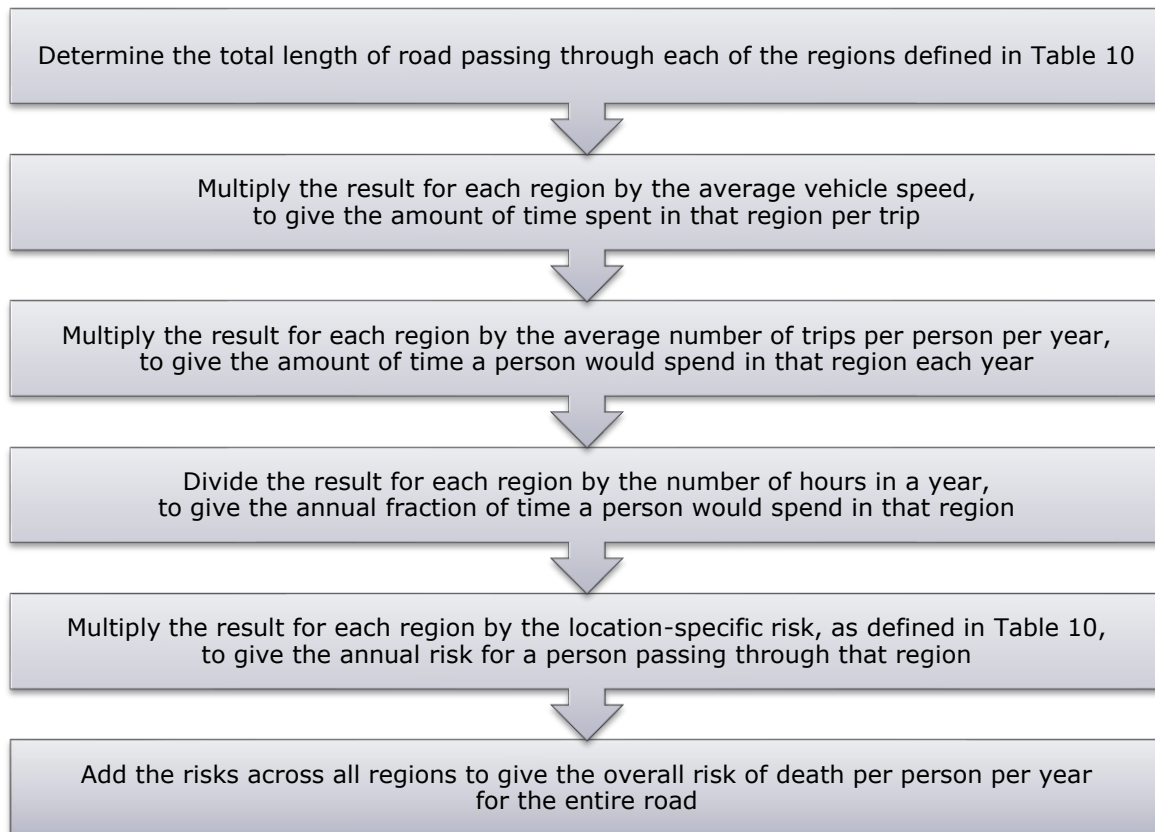 Determine the total length of road passing through each of the regions defined in Table 10
Multiply the result for each region by the average vehicle speed,
to give the amount of time spent in that region per trip
Multiply the result for each region by the average number of trips per person per year,
to give the amount of time a person would spend in that region each year
Divide the result for each region by the number of hours in a year,
to give the annual fraction of time a person would spend in that region
Multiply the result for each region by the location-specific risk, as defined in Table 10,
to give the annual risk for a person passing through that region
Add the risks across all regions to give the overall risk of death per person per year
for the entire road